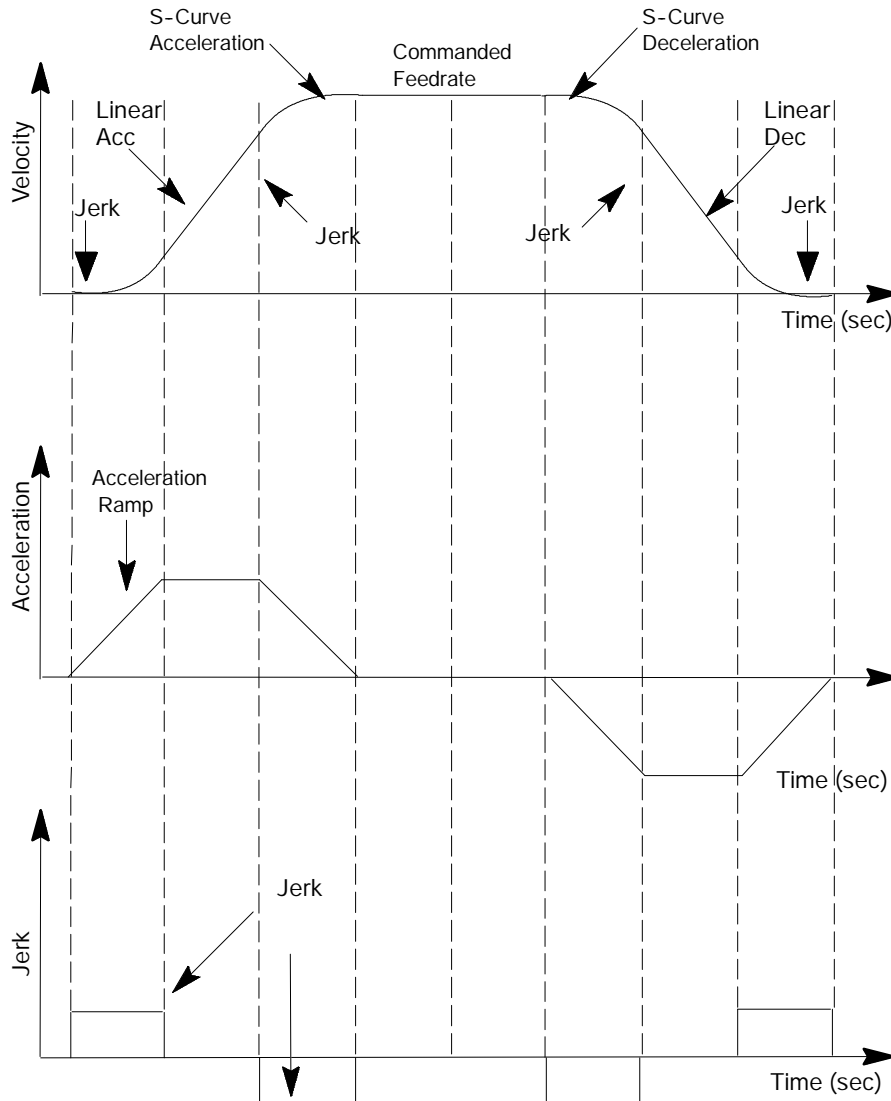 S-Curve
Acceleration
Commanded
Feedrate
S-Curve
Deceleration
Velocity
Linear
Acc
Linear
Dec
Jerk
Jerk
Jerk
Jerk
Time (sec)
Acceleration
Acceleration
Ramp
Time (sec)
Jerk
Jerk
Time (sec)